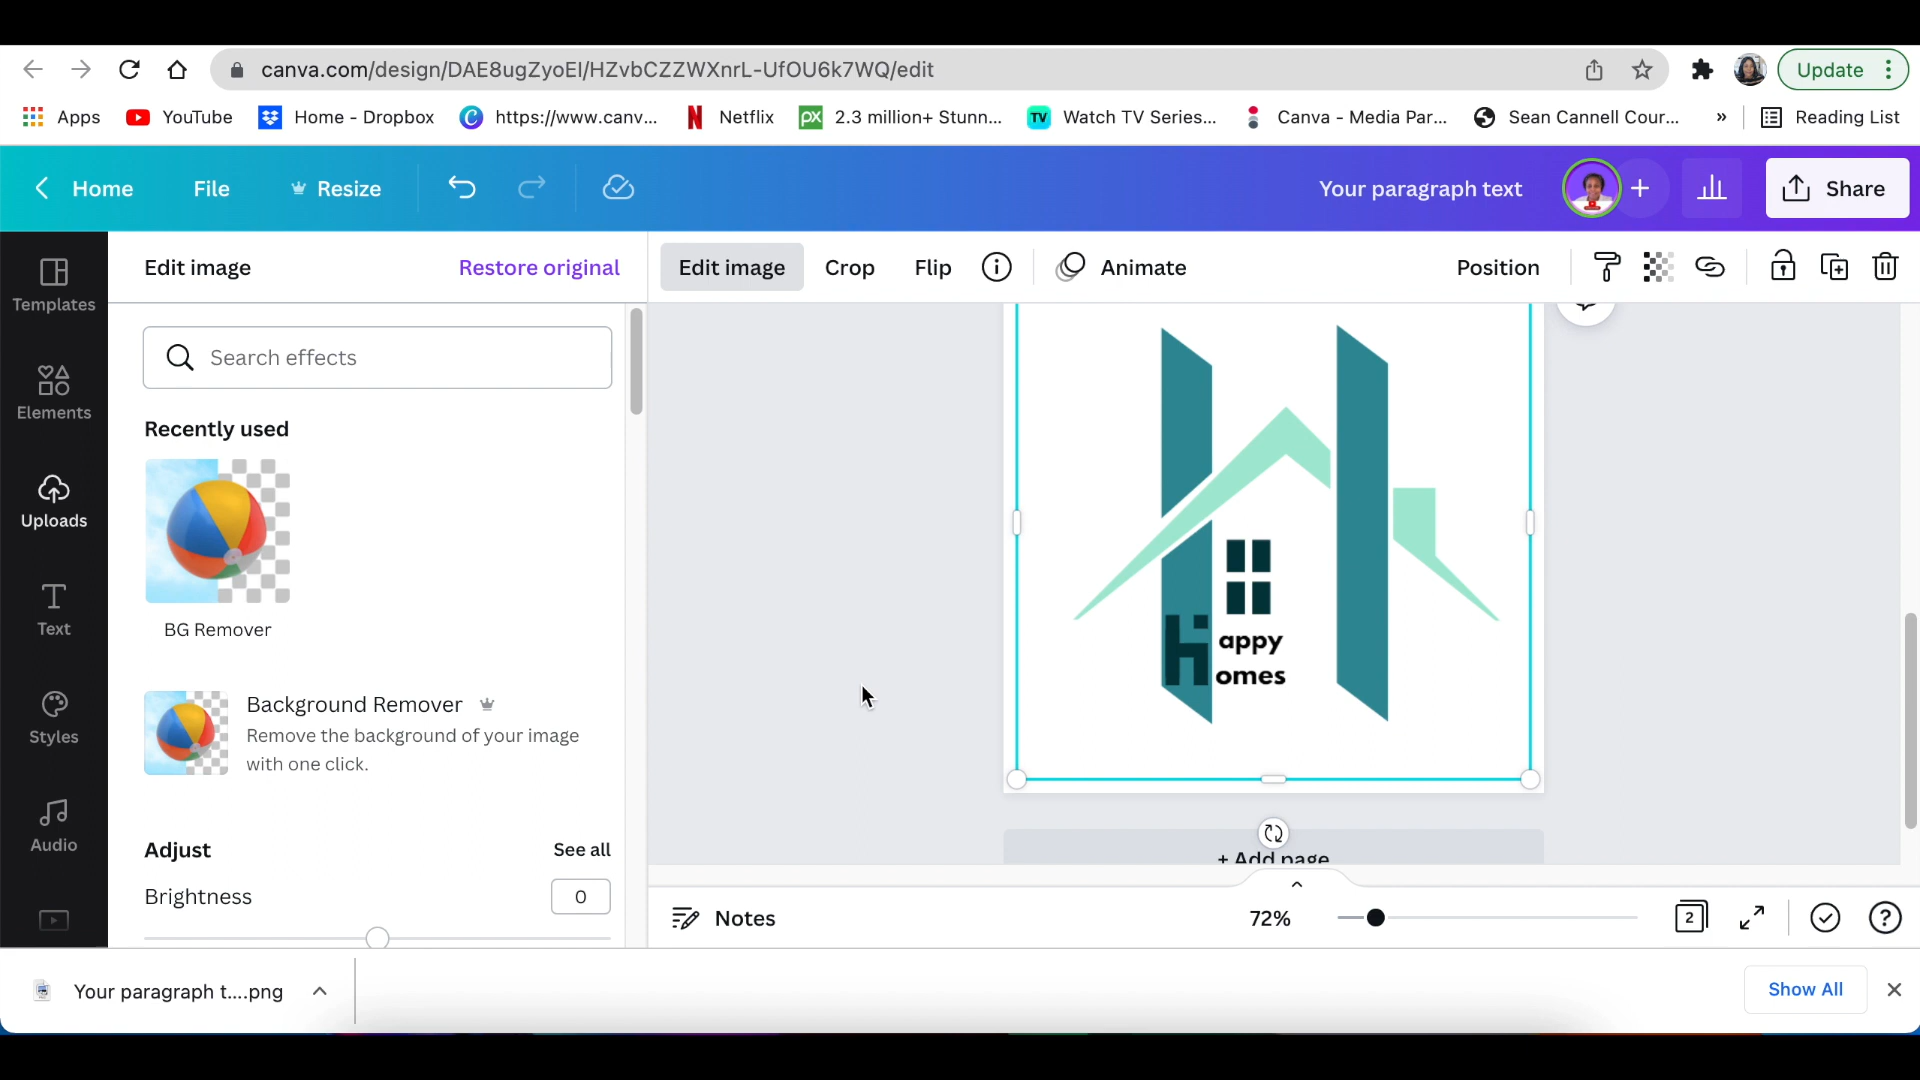 canva.com/design/DAE8ugZyoEI/HZvbCZZWXnrL-UfOU6k7WQ/edit
Update
Apps
YouTube
Home - Dropbox
https://www.canv...
Netflix
PX
2.3 million+ Stunn...
TV
Watch TV Series...
Canva - Media Par...
Sean Cannell Cour...
»
Reading List
Home
File
Resize
Your paragraph text
Share
Templates
Elements
Uploads
Text
Styles
Audio
Edit image
Restore original
Edit image
Crop
Flip
Animate
Position
Search effects
Recently used
BG Remover
Background Remover
Remove the background of your image
with one click.
Adjust
See all
Brightness
0
h
appy
omes
+ Add page
Notes
72%
2
Your paragraph t....png
Show All